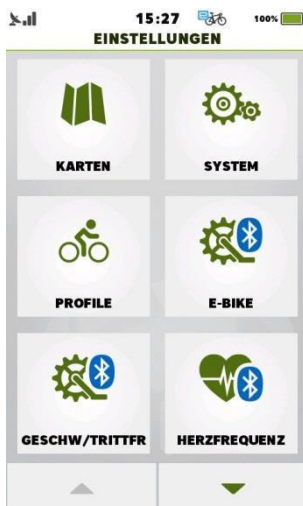 15:27 100%
EINSTELLUNGEN
KARTEN SYSTEM
PROFILE E-BIKE
GESCHW/TRITTFR HERZFREQUENZ